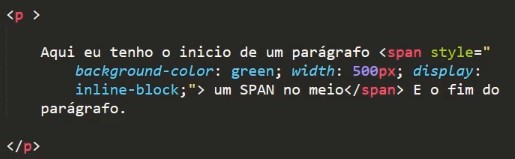 <p >
Aqui eu tenho o inicio de um parágrafo <span style="
background-color: green; width: 500px; display:
inline-block;"> um SPAN no meio</span> E o fim do
parágrafo.
</p>